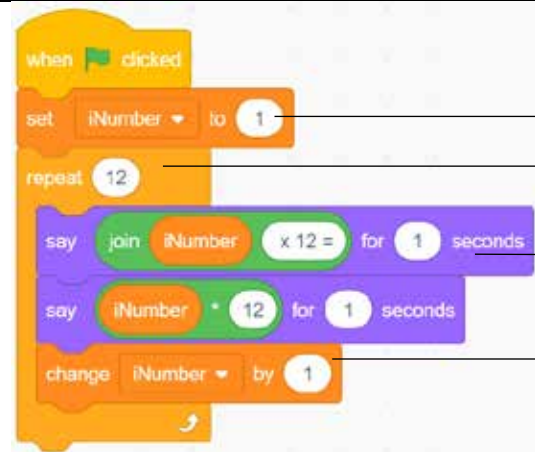 when clicked
set iNumber to 1
repeat 12
say join iNumber x 12 = for 1 seconds
say iNumber * 12 for 1 seconds
change iNumber by 1